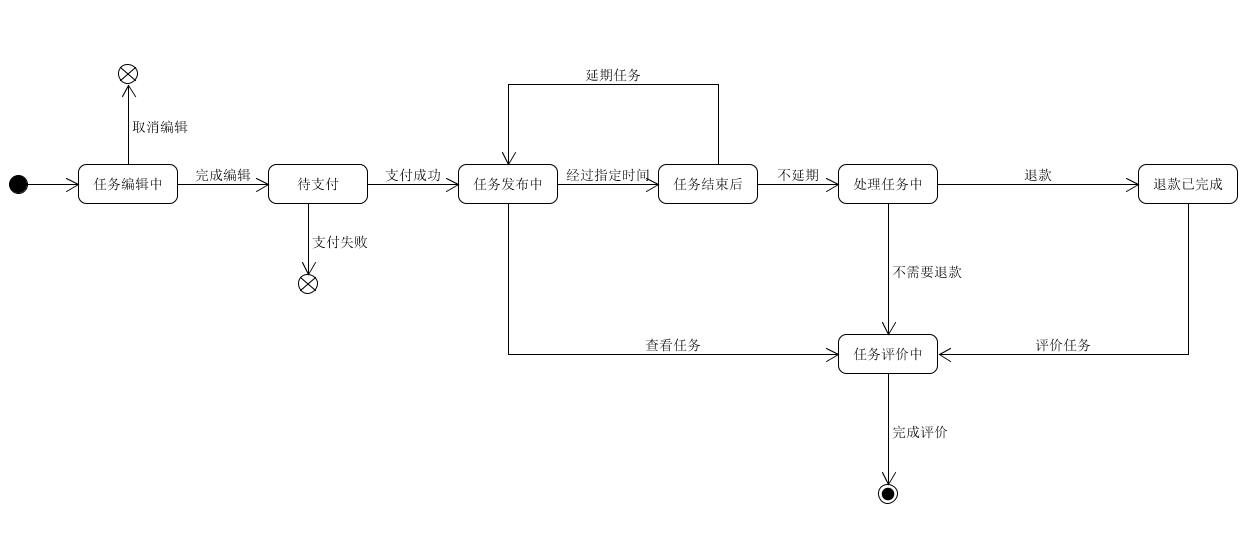 延期任务
取消编辑
任务编辑中
完成编辑
待支付
支付成功
任务发布中
经过指定时间
任务结束后
不延期
处理任务中
退款
退款已完成
支付失败
不需要退款
查看任务
任务评价中
评价任务
完成评价